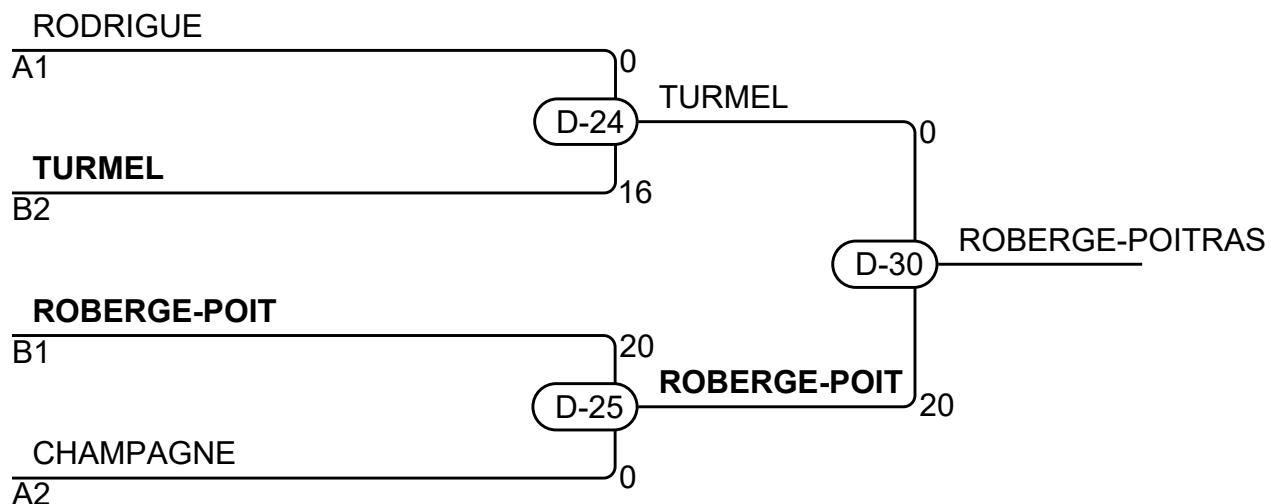 RODRIGUE
A1
0
D-24
TURMEL
0
TURMEL
B2
16
D-30
ROBERGE-POITRAS
ROBERGE-POIT
B1
20
D-25
ROBERGE-POIT
20
CHAMPAGNE
A2
0